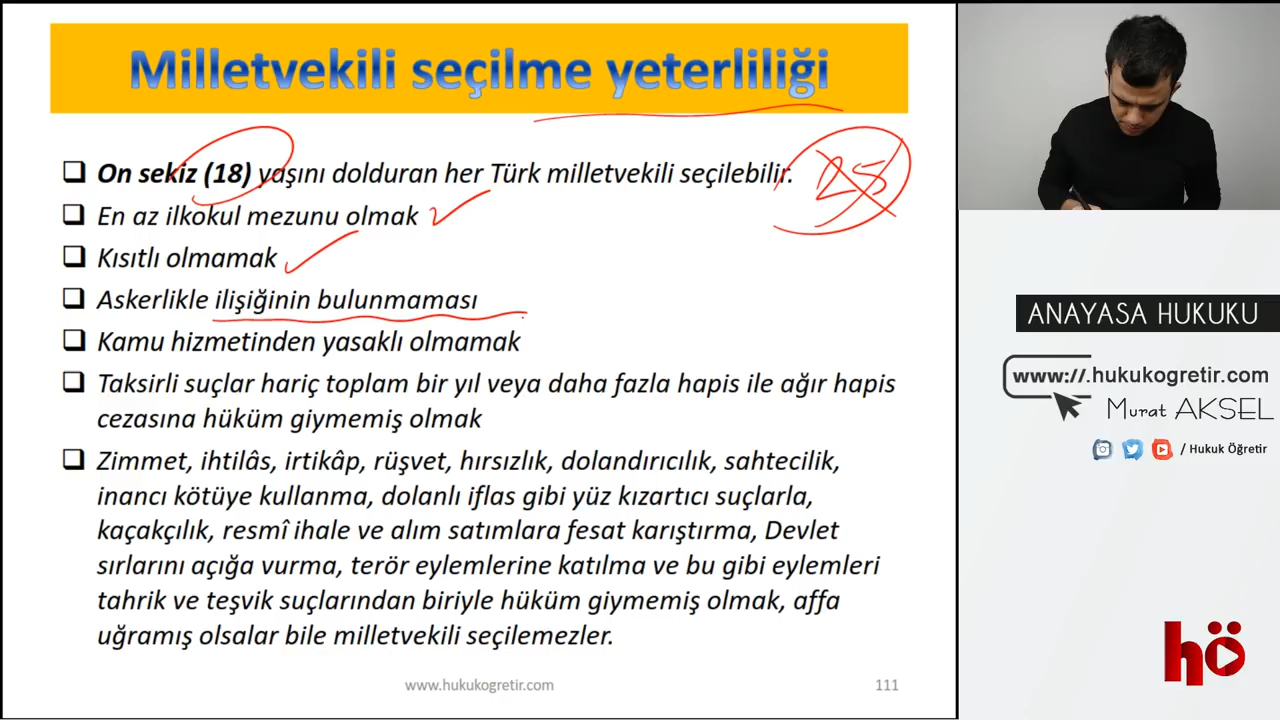 Milletvekili seçilme yeterliliği
On sekiz (18) yaşını dolduran her Türk milletvekili seçilebilir.
25
En az ilkokul mezunu olmak
Kısıtlı olmamak
Askerlikle ilişiğinin bulunmaması
Kamu hizmetinden yasaklı olmamak
Taksirli suçlar hariç toplam bir yıl veya daha fazla hapis ile ağır hapis
cezasına hüküm giymemiş olmak
Zimmet, ihtilâs, irtikâp, rüşvet, hırsızlık, dolandırıcılık, sahtecilik,
inancı kötüye kullanma, dolanlı iflas gibi yüz kızartıcı suçlarla,
kaçakçılık, resmî ihale ve alım satımlara fesat karıştırma, Devlet
sırlarını açığa vurma, terör eylemlerine katılma ve bu gibi eylemleri
tahrik ve teşvik suçlarından biriyle hüküm giymemiş olmak, affa
uğramış olsalar bile milletvekili seçilemezler.
www.hukukogretir.com
111
ANAYASA HUKUKU
www://.hukukogretir.com
Murat AKSEL
/ Hukuk Öğretir
hö